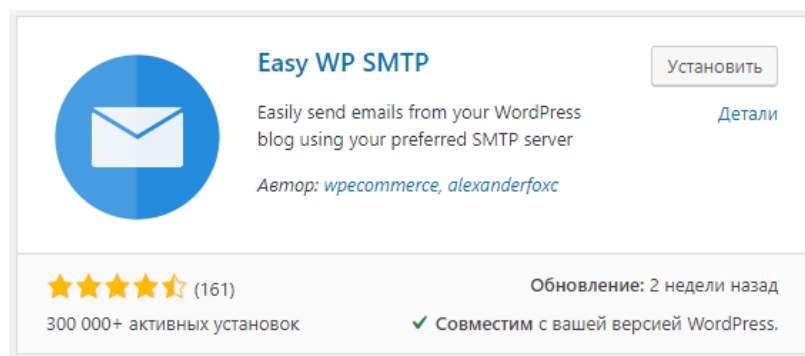 Easy WP SMTP
Установить
Easily send emails from your WordPress
blog using your preferred SMTP server
Детали
Автор: wpecommerce, alexanderfoxc
(161)
Обновление: 2 недели назад
300 000+ активных установок
Совместим с вашей версией WordPress.